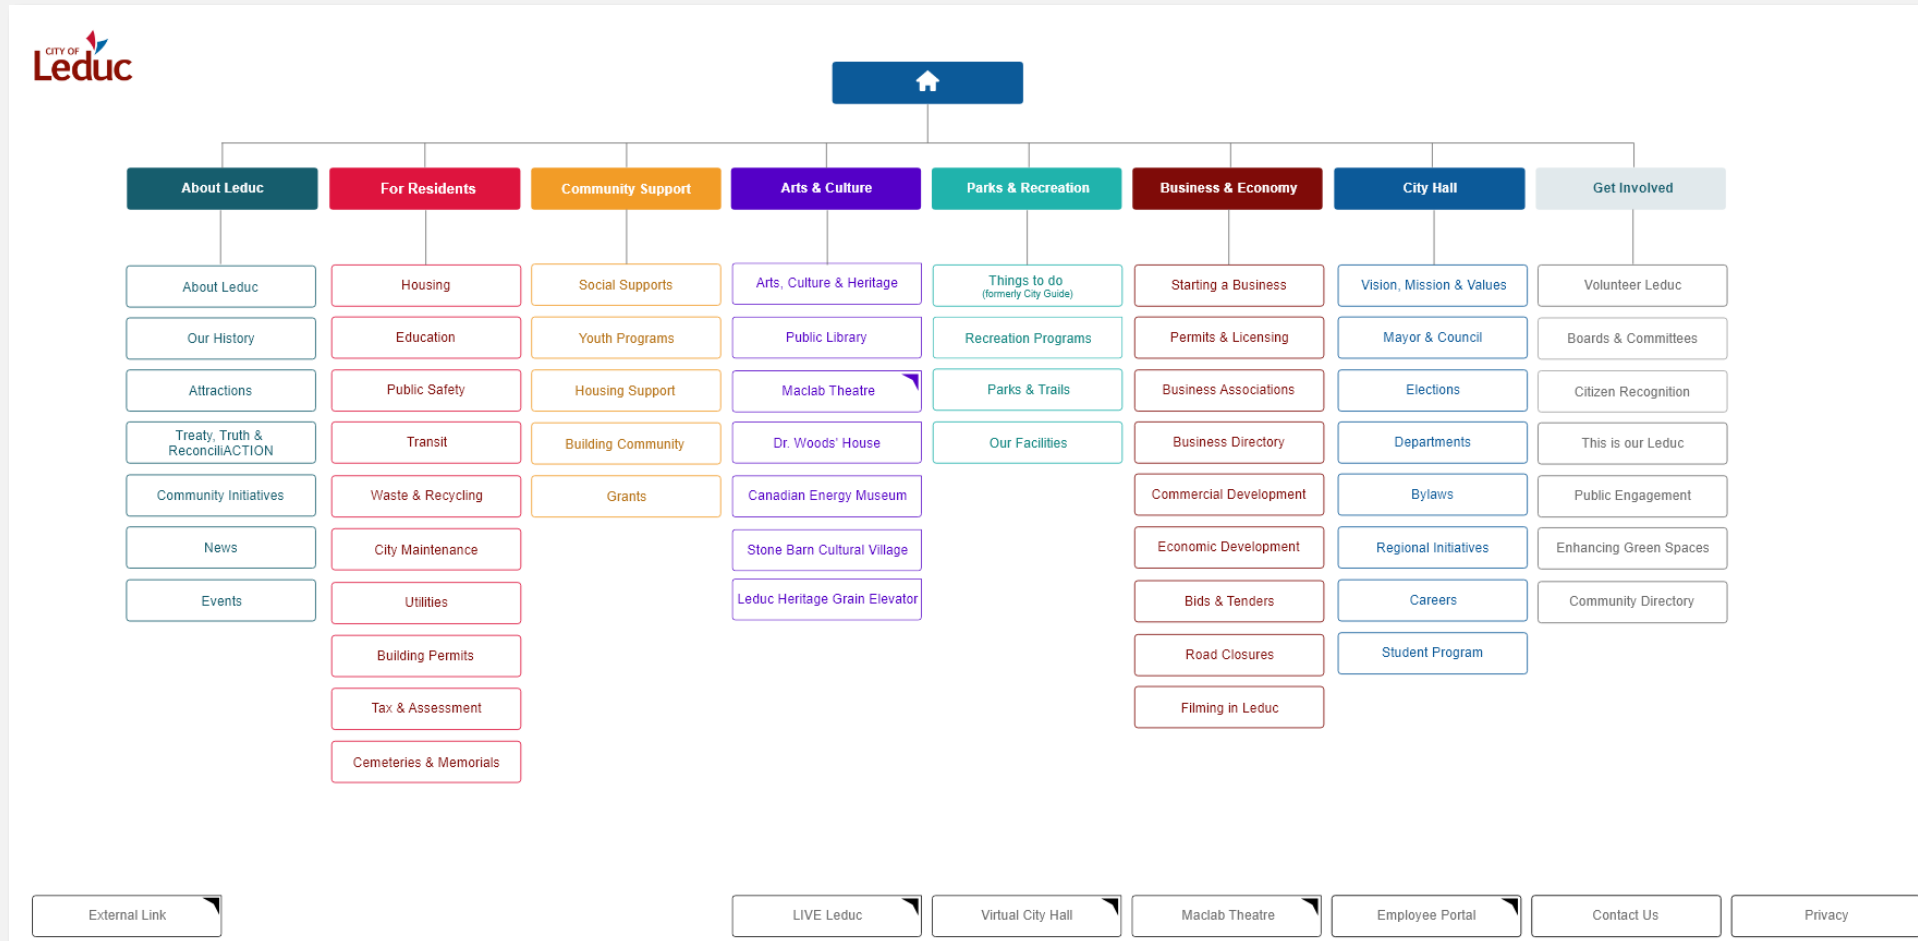 CITY OF
Leduc
About Leduc
For Residents
Community Support
Arts & Culture
Parks & Recreation
Business & Economy
City Hall
Get Involved
About Leduc
Our History
Attractions
Treaty, Truth &
ReconciliACTION
Community Initiatives
News
Events
Housing
Education
Public Safety
Transit
Waste & Recycling
City Maintenance
Utilities
Building Permits
Tax & Assessment
Cemeteries & Memorials
Social Supports
Youth Programs
Housing Support
Building Community
Grants
Arts, Culture & Heritage
Public Library
Maclab Theatre
Dr. Woods' House
Canadian Energy Museum
Stone Barn Cultural Village
Leduc Heritage Grain Elevator
Things to do
(formerly City Guide)
Recreation Programs
Parks & Trails
Our Facilities
Starting a Business
Permits & Licensing
Business Associations
Business Directory
Commercial Development
Economic Development
Bids & Tenders
Road Closures
Filming in Leduc
Vision, Mission & Values
Mayor & Council
Elections
Departments
Bylaws
Regional Initiatives
Careers
Student Program
Volunteer Leduc
Boards & Committees
Citizen Recognition
This is our Leduc
Public Engagement
Enhancing Green Spaces
Community Directory
External Link
LIVE Leduc
Virtual City Hall
Maclab Theatre
Employee Portal
Contact Us
Privacy